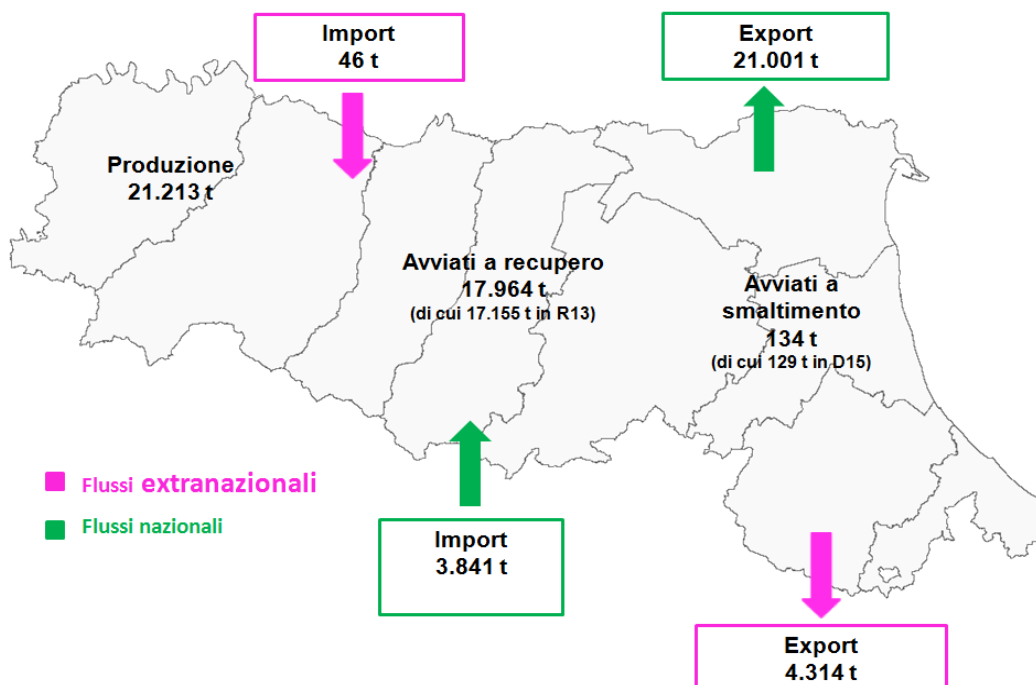 Import
46 t
Export
21.001 t
Produzione
21.213 t
Avviati a recupero
17.964 t
(di cui 17.155 t in R13)
Avviati a
smaltimento
134 t
(di cui 129 t in D15)
Flussi extranazionali
Flussi nazionali
Import
3.841 t
Export
4.314 t